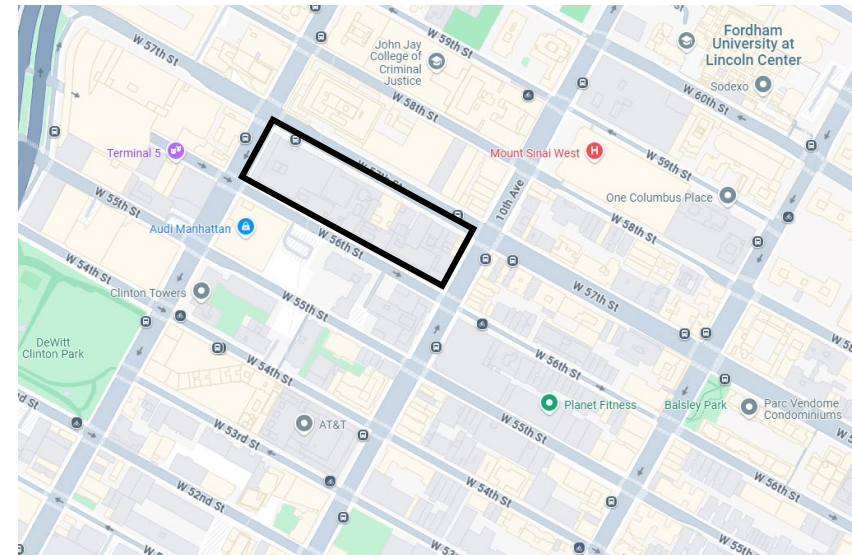 Fordham
University at
Lincoln Center
Sodexo
John Jay
College of
Criminal
Justice
W 59th St
W 57th St
W 58th St
W 60th St
W 59th St
Mount Sinai West
H
Terminal 5
W 57th St
10th Ave
One Columbus Place
W 58th St
W 55th St
Audi Manhattan
W 56th St
W 54th St
Clinton Towers
W 55th St
W 57th St
DeWitt
Clinton Park
W 54th St
W 56th St
Planet Fitness
Balsley Park
Parc Vendome
Condominiums
AT&T
W 53rd St
W 55th St
W 52nd St
W 54th St
W 56th St